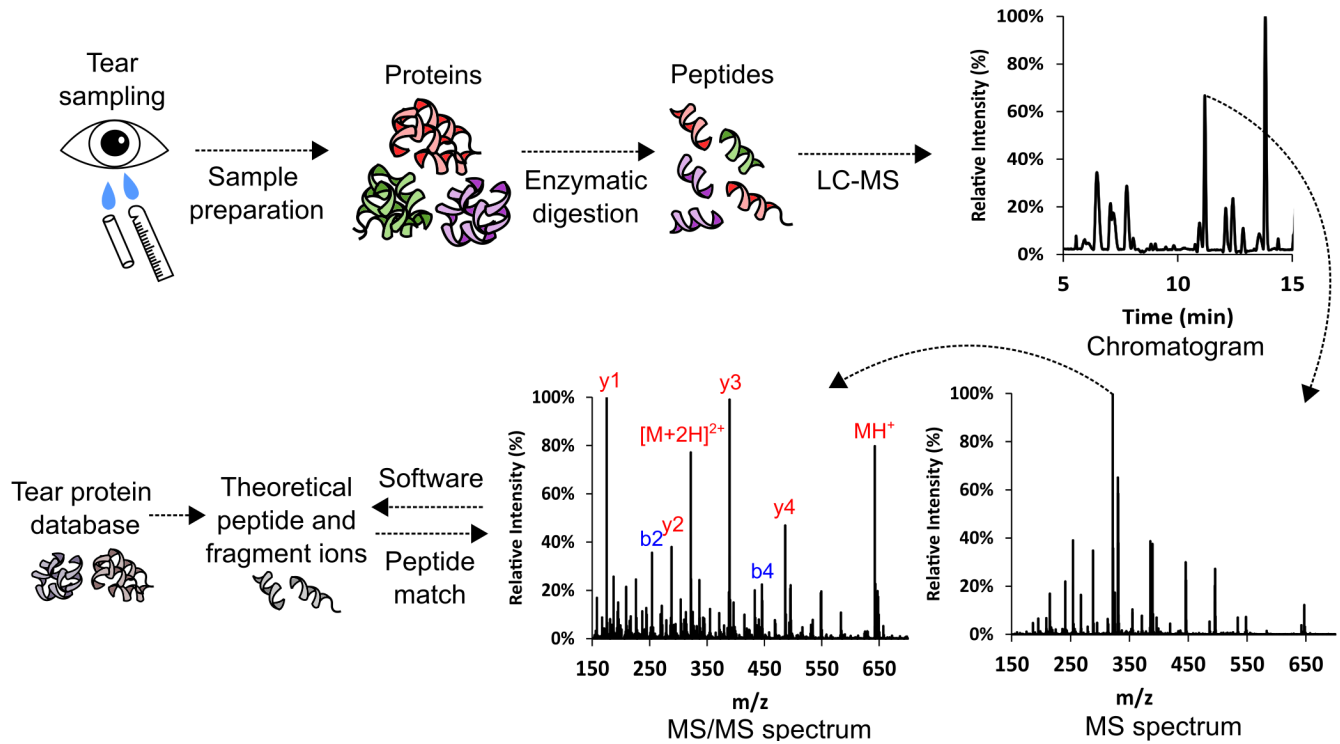 Tear
sampling
Sample
preparation
Proteins
Enzymatic
digestion
Peptides
LC-MS
Relative Intensity (%)
100%
80%
60%
40%
20%
0%
5
10
15
Time (min)
Chromatogram
Tear protein
database
Theoretical
peptide and
fragment ions
Software
Peptide
match
Relative Intensity (%)
100%
80%
60%
40%
20%
0%
y1
y3
[M+2H]²⁺
MH⁺
y4
y2
b2
b4
150
250
350
450
550
650
m/z
MS/MS spectrum
Relative Intensity (%)
100%
80%
60%
40%
20%
0%
150
250
350
450
550
650
m/z
MS spectrum